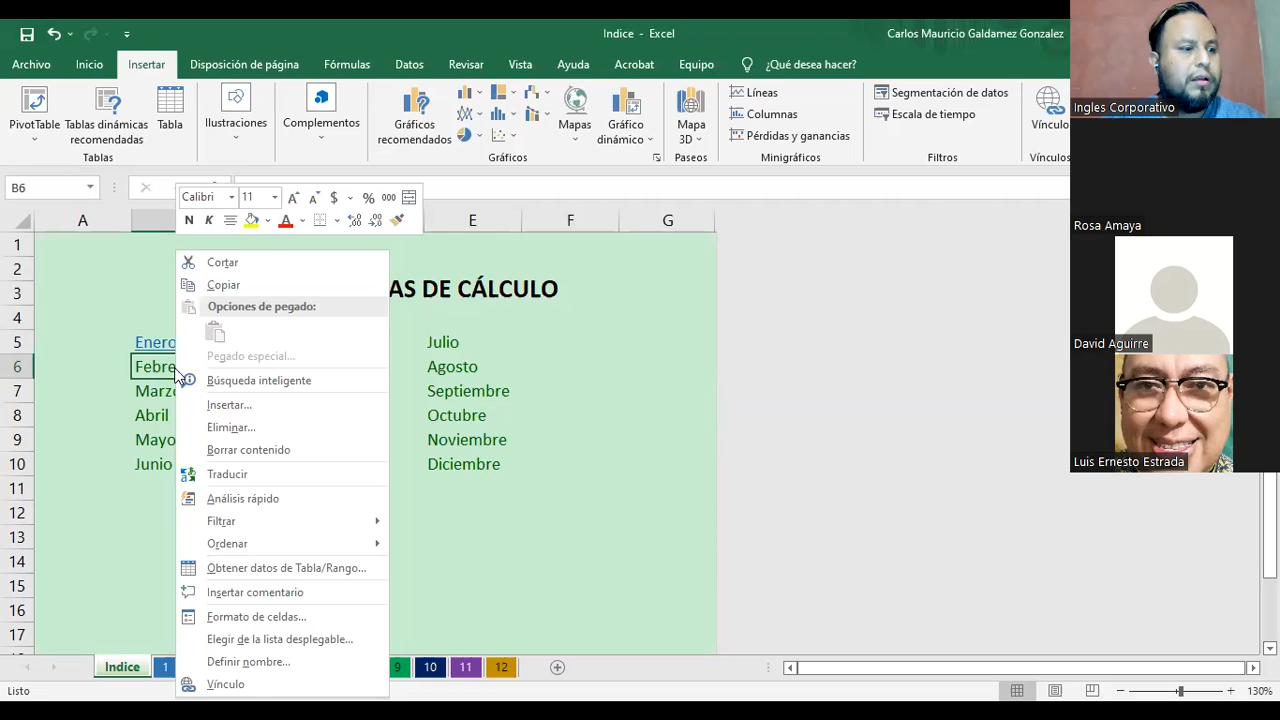 Indice - Excel
Carlos Mauricio Galdamez Gonzalez
Archivo Inicio Insertar Disposición de página Fórmulas Datos Revisar Vista Ayuda Acrobat Equipo ¿Qué desea hacer?
PivotTable
Tablas dinámicas recomendadas
Tabla
Tablas
Ilustraciones
Complementos
Gráficos recomendados
Mapas
Gráfico dinámico
Gráficos
Mapa 3D
Paseos
Líneas
Columnas
Pérdidas y ganancias
Minigráficos
Segmentación de datos
Escala de tiempo
Filtros
Vínculo
Vínculos
B6
Calibri 11 $ % 000
N K A
A B E F G
1
2
3 AS DE CÁLCULO
4
5 Enero Julio
6 Febre Agosto
7 Marzo Septiembre
8 Abril Octubre
9 Mayo Noviembre
10 Junio Diciembre
11
12
13
14
15
16
17
Cortar
Copiar
Opciones de pegado:
Pegado especial...
Búsqueda inteligente
Insertar...
Eliminar...
Borrar contenido
Traducir
Análisis rápido
Filtrar
Ordenar
Obtener datos de Tabla/Rango...
Insertar comentario
Formato de celdas...
Elegir de la lista desplegable...
Definir nombre...
Vínculo
Indice 1 9 10 11 12
Listo
130%
Ingles Corporativo
Rosa Amaya
David Aguirre
Luis Ernesto Estrada